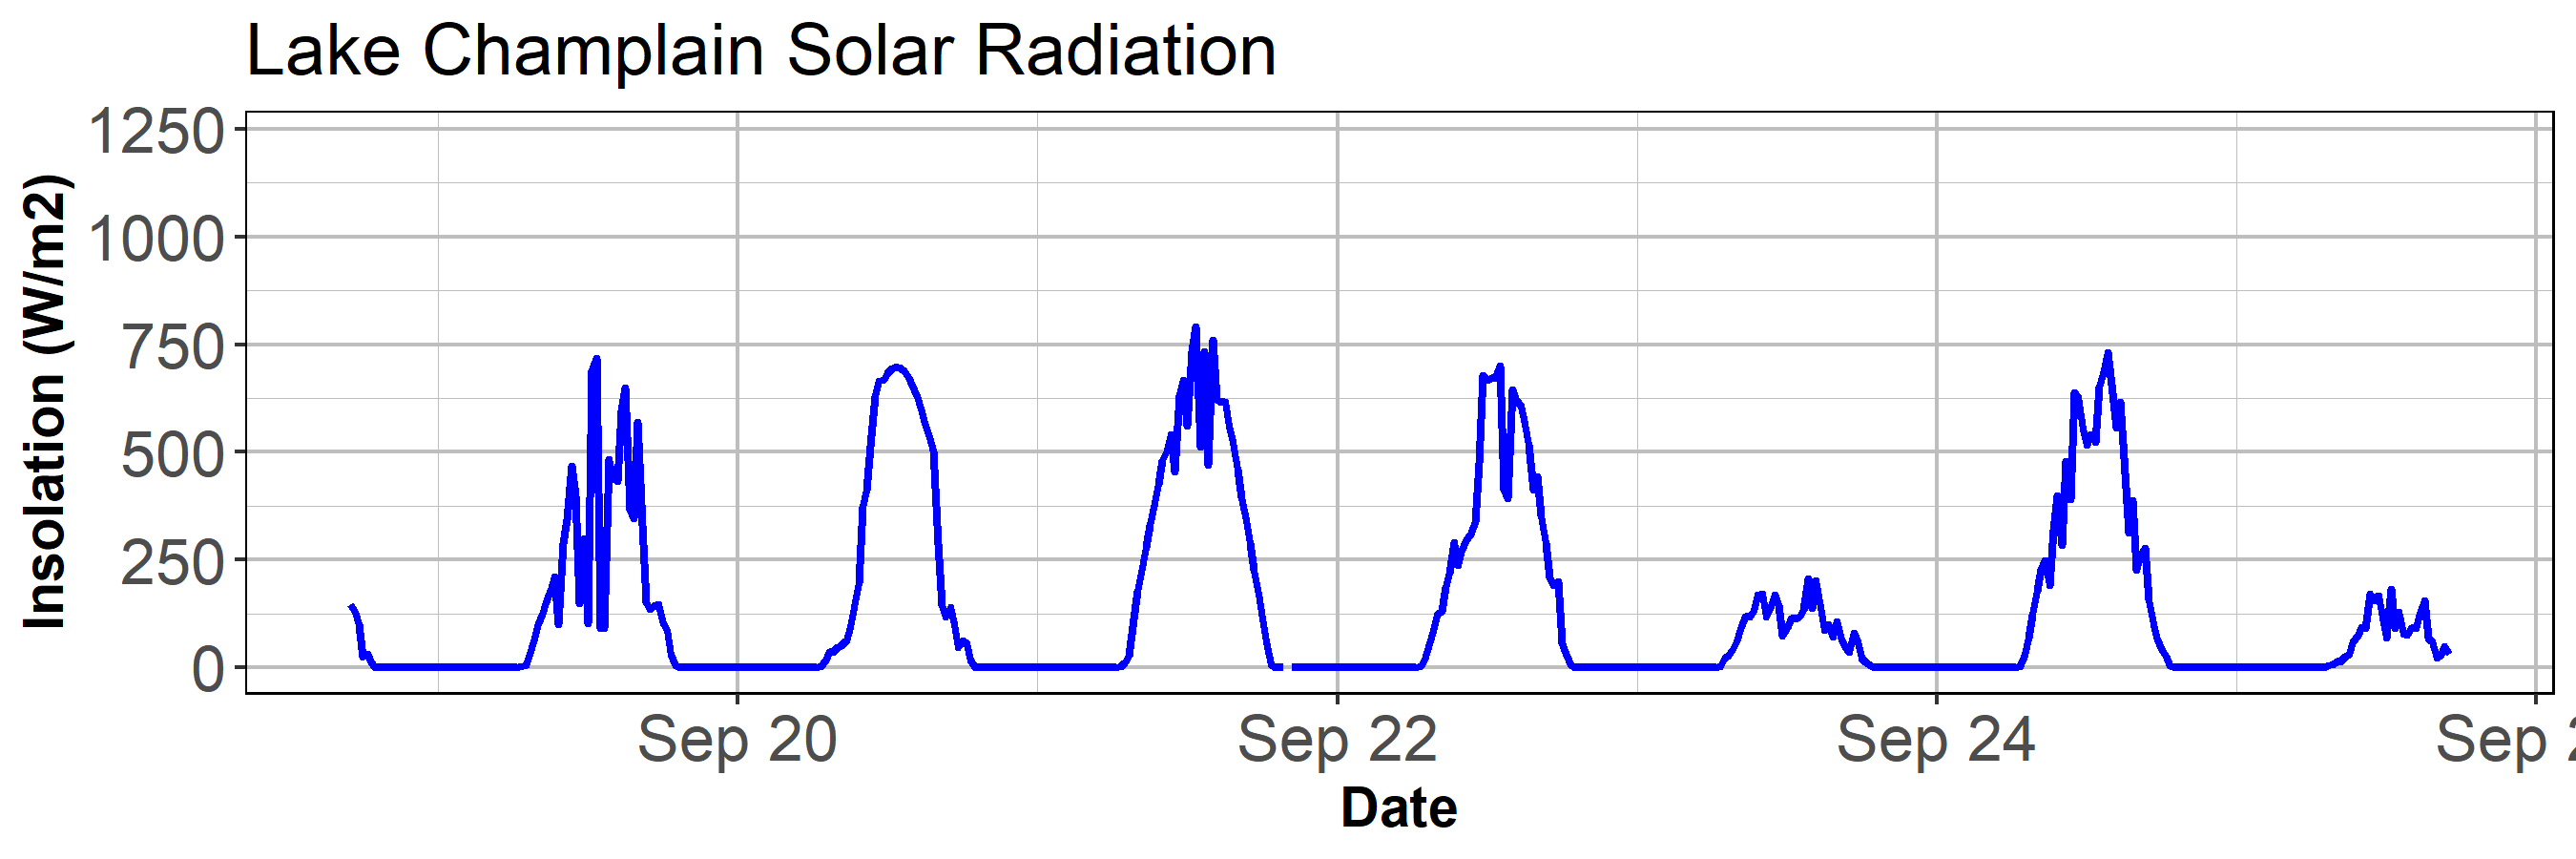 Lake Champlain Solar Radiation
Insolation (W/m2)
1250
1000
750
500
250
0
Sep 20 Sep 22 Sep 24 Sep
Date